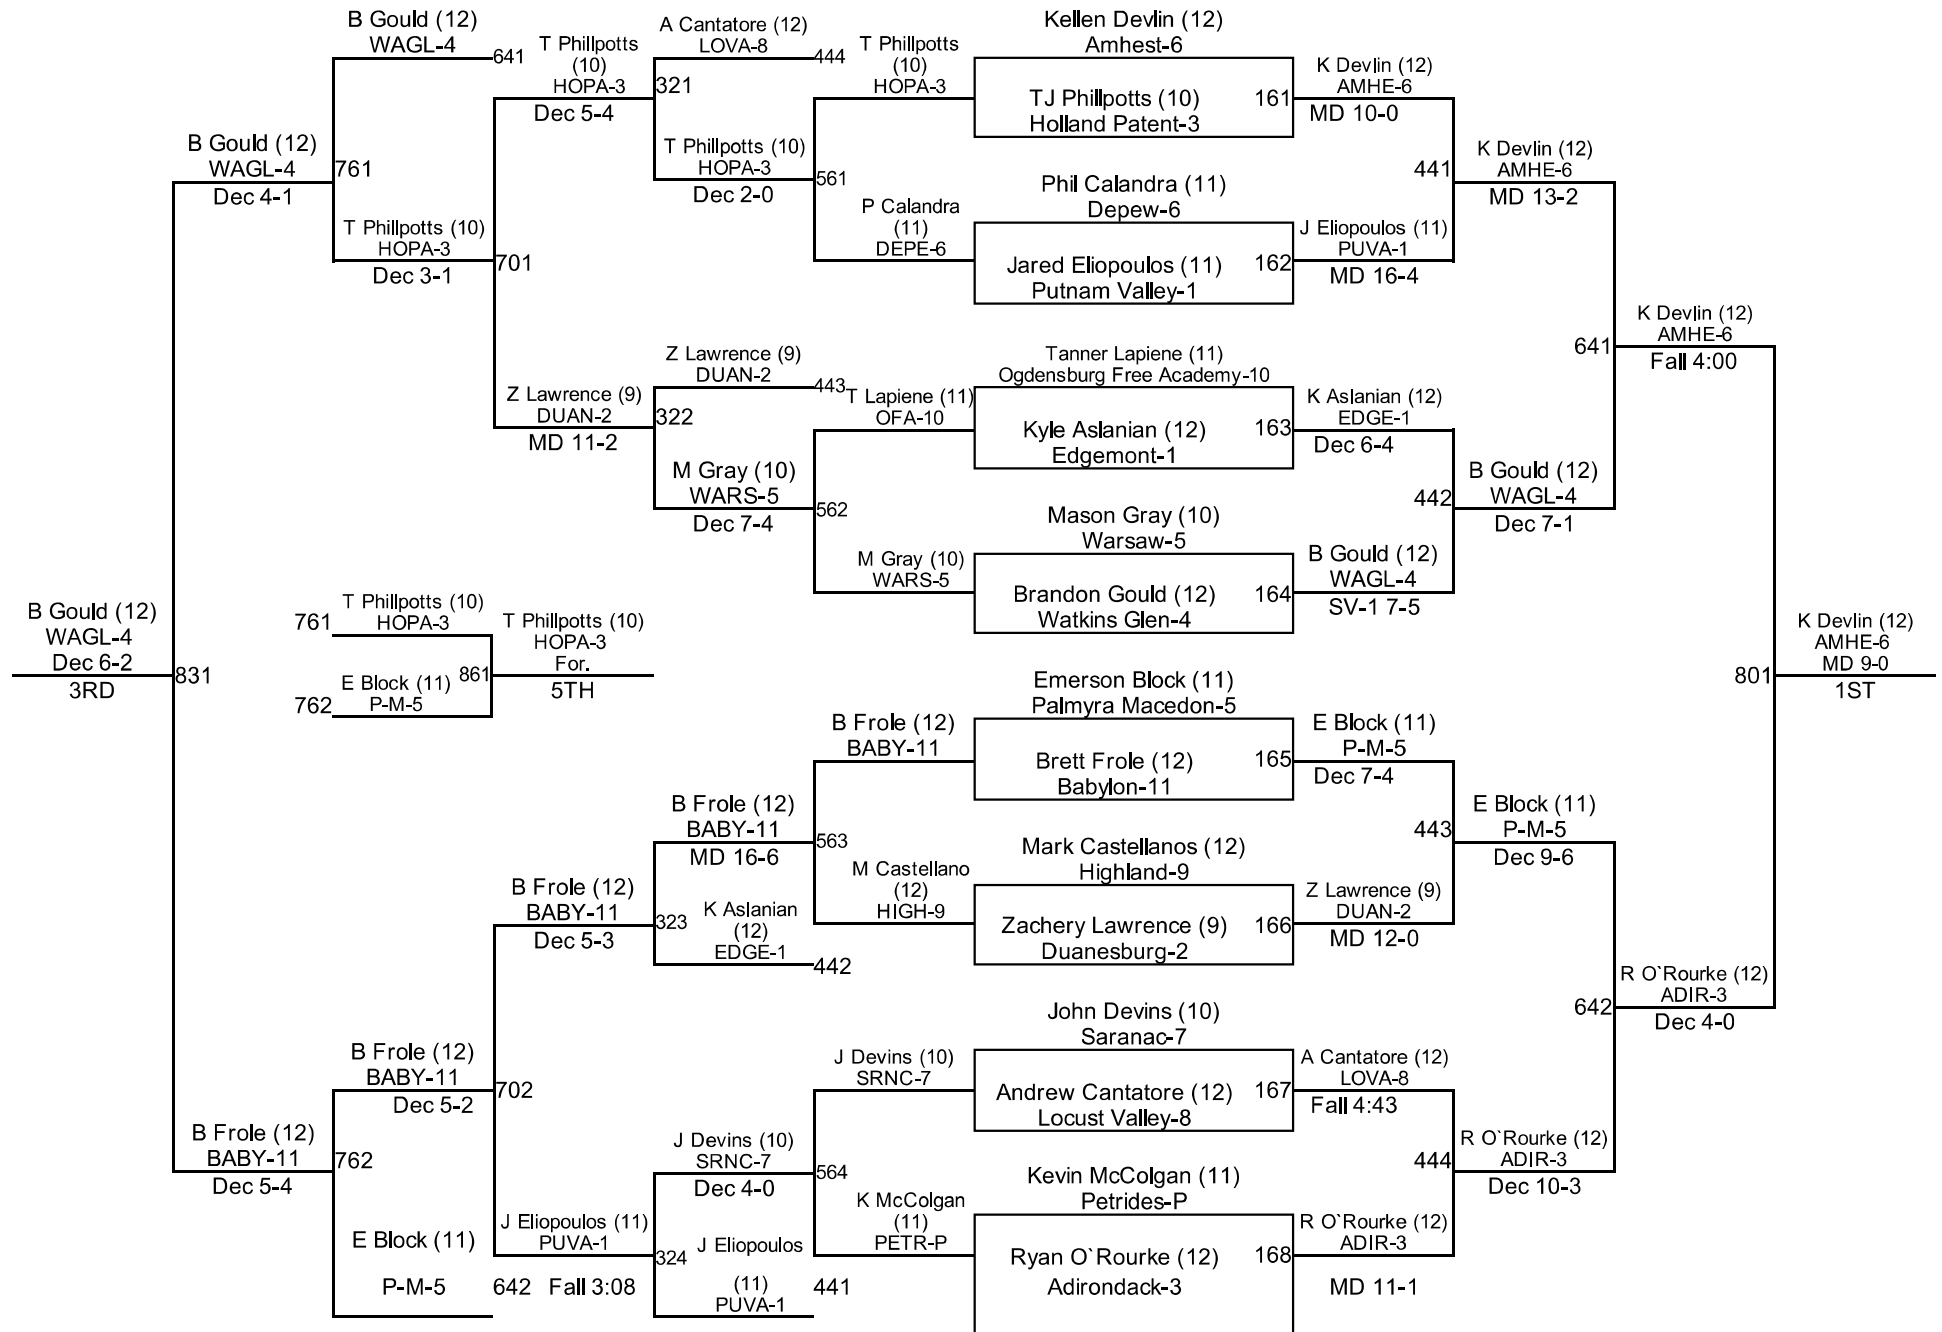 B Gould (12)
WAGL-4
641
761
B Gould (12)
WAGL-4
Dec 4-1
T Phillpotts (10)
HOPA-3
Dec 3-1
701
T Phillpotts
(10)
HOPA-3
Dec 5-4
321
A Cantatore (12)
LOVA-8
444
T Phillpotts (10)
HOPA-3
Dec 2-0
561
T Phillpotts
(10)
HOPA-3
P Calandra
(11)
DEPE-6
Z Lawrence (9)
DUAN-2
MD 11-2
322
Z Lawrence (9)
DUAN-2
443
M Gray (10)
WARS-5
Dec 7-4
562
T Lapiene (11)
OFA-10
M Gray (10)
WARS-5
Kellen Devlin (12)
Amhest-6
TJ Phillpotts (10)
Holland Patent-3
161
Phil Calandra (11)
Depew-6
Jared Eliopoulos (11)
Putnam Valley-1
162
Tanner Lapiene (11)
Ogdensburg Free Academy-10
Kyle Aslanian (12)
Edgemont-1
163
Mason Gray (10)
Warsaw-5
Brandon Gould (12)
Watkins Glen-4
164
K Devlin (12)
AMHE-6
MD 10-0
441
J Eliopoulos (11)
PUVA-1
MD 16-4
K Devlin (12)
AMHE-6
MD 13-2
641
K Aslanian (12)
EDGE-1
Dec 6-4
442
B Gould (12)
WAGL-4
SV-1 7-5
B Gould (12)
WAGL-4
Dec 7-1
K Devlin (12)
AMHE-6
Fall 4:00
B Gould (12)
WAGL-4
Dec 6-2
3RD
831
761
T Phillpotts (10)
HOPA-3
762
E Block (11)
P-M-5
861
T Phillpotts (10)
HOPA-3
For.
5TH
801
K Devlin (12)
AMHE-6
MD 9-0
1ST
Emerson Block (11)
Palmyra Macedon-5
Brett Frole (12)
Babylon-11
165
Mark Castellanos (12)
Highland-9
Zachery Lawrence (9)
Duanesburg-2
166
John Devins (10)
Saranac-7
Andrew Cantatore (12)
Locust Valley-8
167
Kevin McColgan (11)
Petrides-P
Ryan O`Rourke (12)
Adirondack-3
168
E Block (11)
P-M-5
Dec 7-4
443
Z Lawrence (9)
DUAN-2
MD 12-0
E Block (11)
P-M-5
Dec 9-6
642
A Cantatore (12)
LOVA-8
Fall 4:43
444
R O`Rourke (12)
ADIR-3
MD 11-1
R O`Rourke (12)
ADIR-3
Dec 10-3
R O`Rourke (12)
ADIR-3
Dec 4-0
B Frole (12)
BABY-11
563
M Castellano
(12)
HIGH-9
B Frole (12)
BABY-11
MD 16-6
323
K Aslanian
(12)
EDGE-1
442
B Frole (12)
BABY-11
Dec 5-3
702
B Frole (12)
BABY-11
Dec 5-2
762
B Frole (12)
BABY-11
Dec 5-4
E Block (11)
P-M-5
642
J Devins (10)
SRNC-7
564
K McColgan
(11)
PETR-P
J Devins (10)
SRNC-7
Dec 4-0
324
J Eliopoulos
(11)
PUVA-1
441
J Eliopoulos (11)
PUVA-1
Fall 3:08